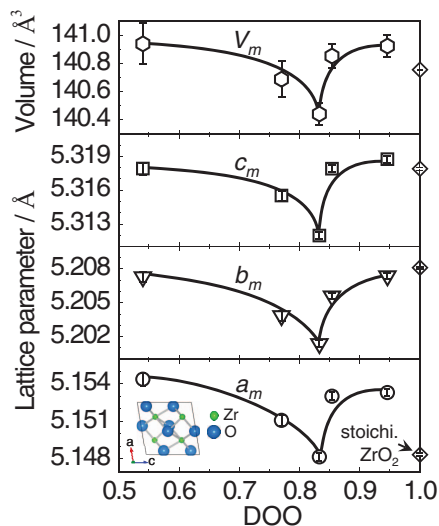 Volume / Å³
141.0
140.8
140.6
140.4
V_m
Lattice parameter / Å
5.319
5.316
5.313
c_m
5.208
5.205
5.202
b_m
5.154
5.151
5.148
a_m
a
c
Zr
O
stoichi.
ZrO₂
0.5 0.6 0.7 0.8 0.9 1.0
DOO